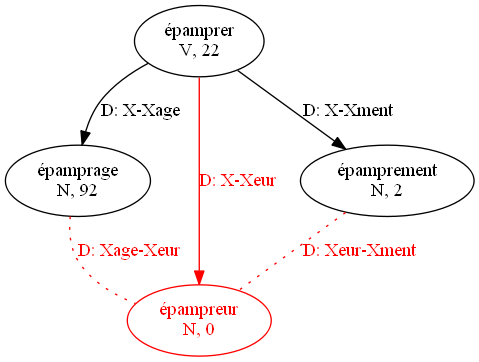 épamprer
V, 22
D: X-Xage
D: X-Xment
épamprage
N, 92
D: X-Xeur
épamprement
N, 2
D: Xage-Xeur
D: Xeur-Xment
épampreur
N, 0